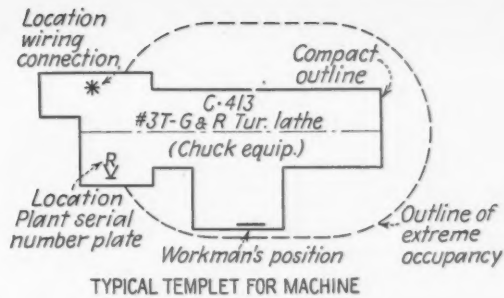 Location
wiring
connection
Compact
outline
C-413
#3T-G & R Tur. lathe
(Chuck equip.)
R
Location
Plant serial
number plate
Workman's position
Outline of
extreme
occupancy
TYPICAL TEMPLET FOR MACHINE